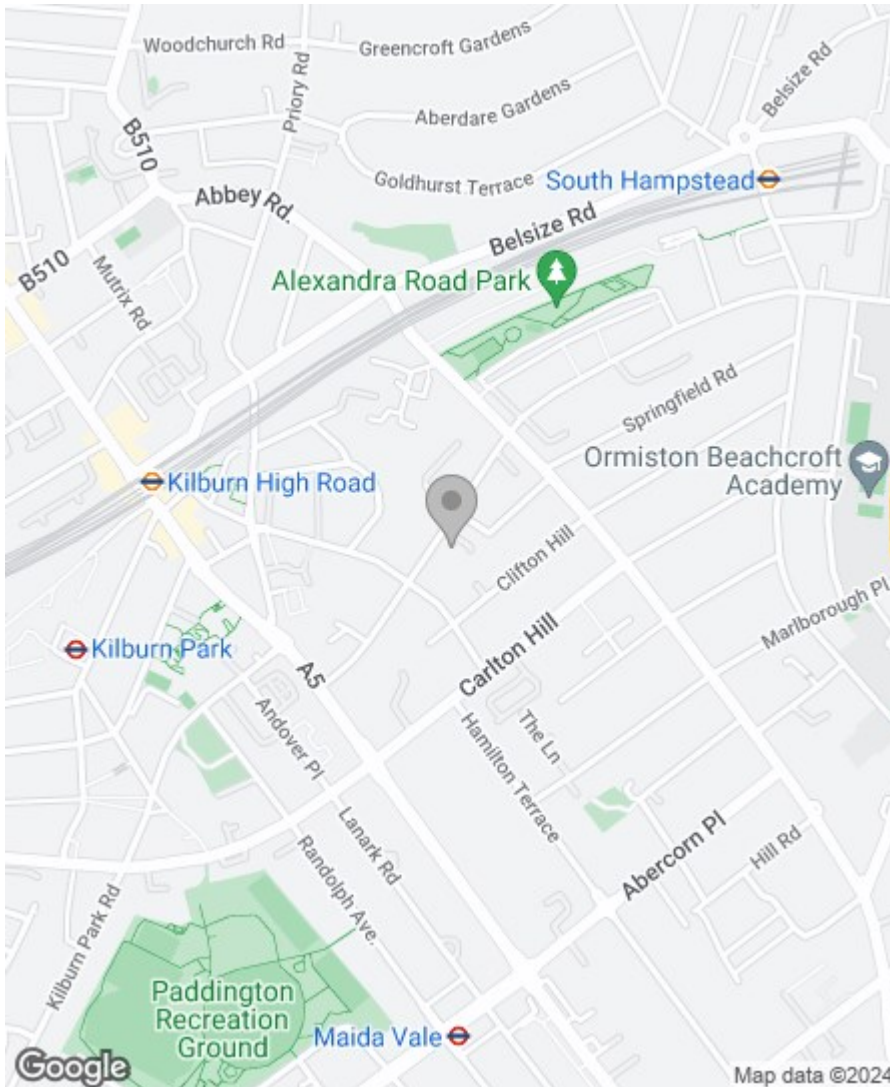 Woodchurch Rd
Greencroft Gardens
Priory Rd
Belsize Rd
B510
Aberdare Gardens
Goldhurst Terrace
South Hampstead
Abbey Rd.
Belsize Rd
B510
Mutrix Rd
Alexandra Road Park
Springfield Rd
Ormiston Beachcroft
Academy
Kilburn High Road
Clifton Hill
Marlborough Pl
Kilburn Park
A5
Carlton Hill
Andover Pl
The Ln
Hamilton Terrace
Lanark Rd
Randolph Ave.
Abercorn Pl
Hill Rd
Kilburn Park Rd
Paddington
Recreation
Ground
Maida Vale
Google
Map data ©2024